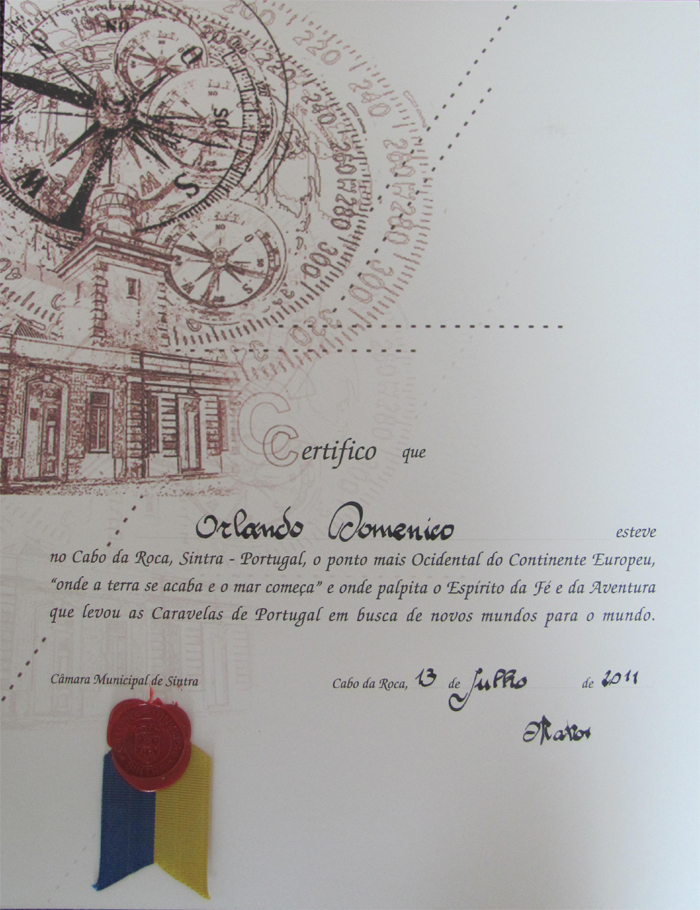 Certifico que
Orlando Domenico esteve
no Cabo da Roca, Sintra - Portugal, o ponto mais Ocidental do Continente Europeu,
“onde a terra se acaba e o mar começa” e onde palpita o Espírito da Fé e da Aventura
que levou as Caravelas de Portugal em busca de novos mundos para o mundo.
Câmara Municipal de Sintra
Cabo da Roca, 13 de Julho de 2011